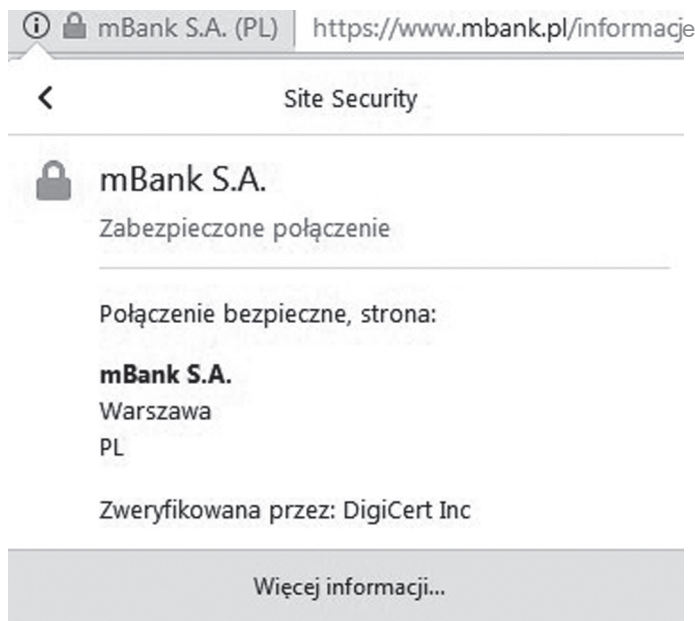 mBank S.A. (PL) https://www.mbank.pl/informacje
Site Security
mBank S.A.
Zabezpieczone połączenie
Połączenie bezpieczne, strona:
mBank S.A.
Warszawa
PL
Zweryfikowana przez: DigiCert Inc
Więcej informacji...